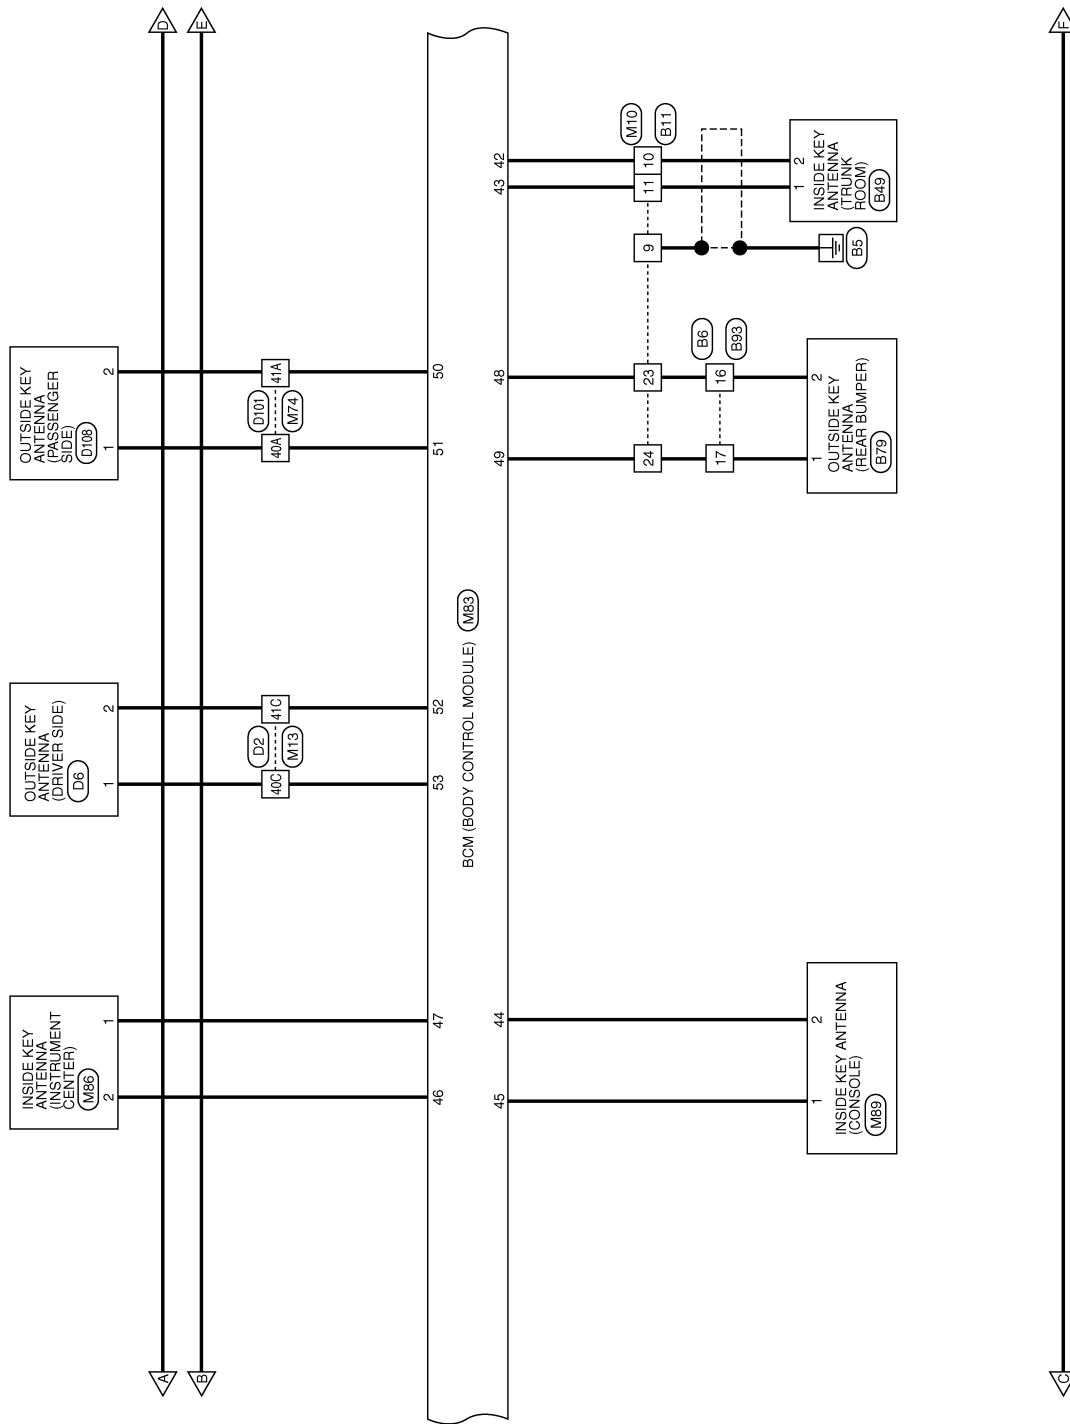 A
B
INSIDE KEY
ANTENNA
(INSTRUMENT
CENTER)
M86
2
1
46
47
OUTSIDE KEY
ANTENNA
(DRIVER SIDE)
D6
1
2
40C
41C
D2
M13
53
52
OUTSIDE KEY
ANTENNA
(PASSENGER
SIDE)
D108
1
2
40A
41A
D101
M74
51
50
D
E
BCM (BODY CONTROL MODULE)
M83
45
44
1
2
INSIDE KEY ANTENNA
(CONSOLE)
M89
49
48
24
23
17
16
B6
B93
1
2
OUTSIDE KEY
ANTENNA
(REAR BUMPER)
B79
9
B5
43
42
11
10
M10
B11
1
2
INSIDE KEY
ANTENNA
(TRUNK
ROOM)
B49
C
F